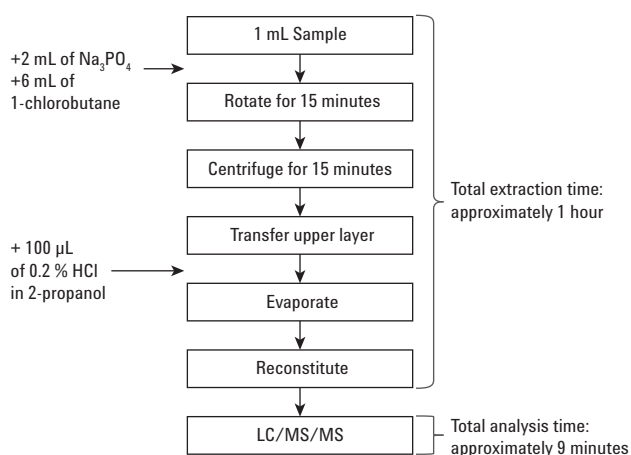 1 mL Sample
+2 mL of Na₃PO₄
+6 mL of
1-chlorobutane
Rotate for 15 minutes
Centrifuge for 15 minutes
Total extraction time:
approximately 1 hour
Transfer upper layer
+ 100 µL
of 0.2 % HCl
in 2-propanol
Evaporate
Reconstitute
LC/MS/MS
Total analysis time:
approximately 9 minutes